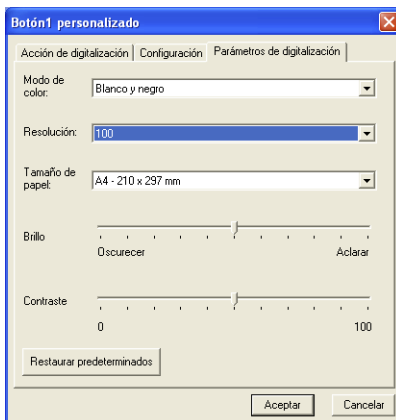 Botón1 personalizado
Acción de digitalización
Configuración
Parámetros de digitalización
Modo de
color:
Blanco y negro
Resolución:
100
Tamaño de
papel:
A4 - 210 x 297 mm
Brillo
Oscurecer
Aclarar
Contraste
0
100
Restaurar predeterminados
Aceptar
Cancelar